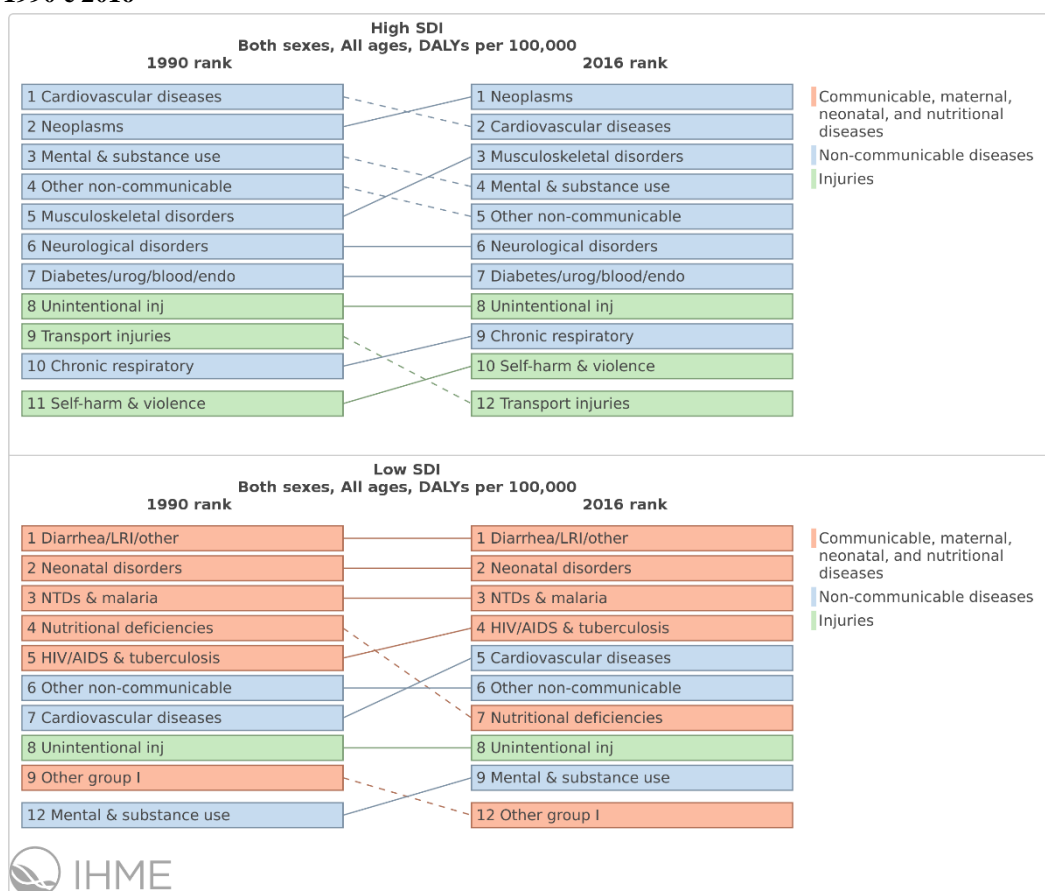 1990 e 2016
High SDI
Both sexes, All ages, DALYs per 100,000
1990 rank
2016 rank
1 Cardiovascular diseases
2 Neoplasms
3 Mental & substance use
4 Other non-communicable
5 Musculoskeletal disorders
6 Neurological disorders
7 Diabetes/urog/blood/endo
8 Unintentional inj
9 Transport injuries
10 Chronic respiratory
11 Self-harm & violence
1 Neoplasms
2 Cardiovascular diseases
3 Musculoskeletal disorders
4 Mental & substance use
5 Other non-communicable
6 Neurological disorders
7 Diabetes/urog/blood/endo
8 Unintentional inj
9 Chronic respiratory
10 Self-harm & violence
12 Transport injuries
Communicable, maternal,
neonatal, and nutritional
diseases
Non-communicable diseases
Injuries
Low SDI
Both sexes, All ages, DALYs per 100,000
1990 rank
2016 rank
1 Diarrhea/LRI/other
2 Neonatal disorders
3 NTDs & malaria
4 Nutritional deficiencies
5 HIV/AIDS & tuberculosis
6 Other non-communicable
7 Cardiovascular diseases
8 Unintentional inj
9 Other group I
12 Mental & substance use
1 Diarrhea/LRI/other
2 Neonatal disorders
3 NTDs & malaria
4 HIV/AIDS & tuberculosis
5 Cardiovascular diseases
6 Other non-communicable
7 Nutritional deficiencies
8 Unintentional inj
9 Mental & substance use
12 Other group I
Communicable, maternal,
neonatal, and nutritional
diseases
Non-communicable diseases
Injuries
IHME